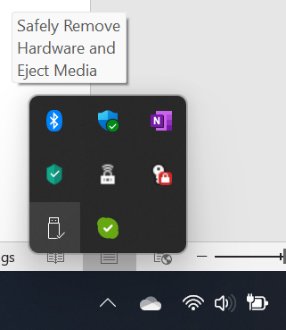 Safely Remove
Hardware and
Eject Media
N
gs